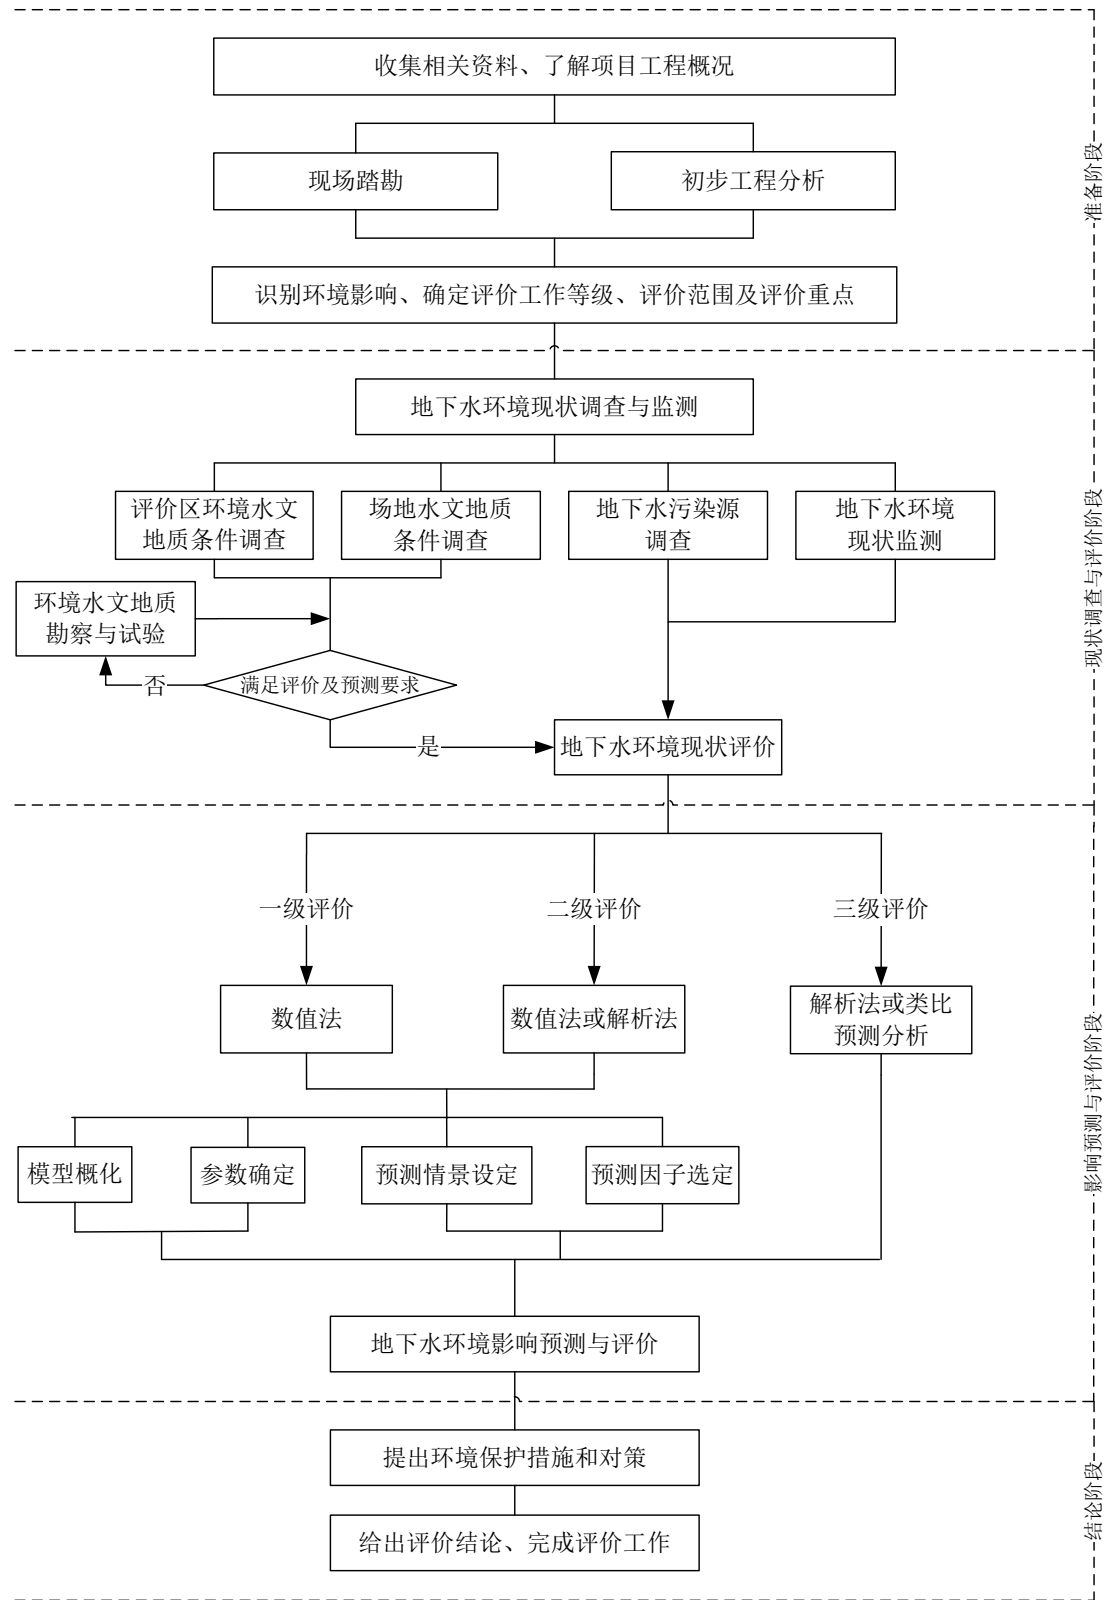 收集相关资料、了解项目工程概况
现场踏勘
初步工程分析
识别环境影响、确定评价工作等级、评价范围及评价重点
准备阶段
地下水环境现状调查与监测
评价区环境水文
地质条件调查
场地水文地质
条件调查
地下水污染源
调查
地下水环境
现状监测
环境水文地质
勘察与试验
满足评价及预测要求
否
是
地下水环境现状评价
现状调查与评价阶段
一级评价
二级评价
三级评价
数值法
数值法或解析法
解析法或类比
预测分析
模型概化
参数确定
预测情景设定
预测因子选定
地下水环境影响预测与评价
影响预测与评价阶段
提出环境保护措施和对策
给出评价结论、完成评价工作
结论阶段